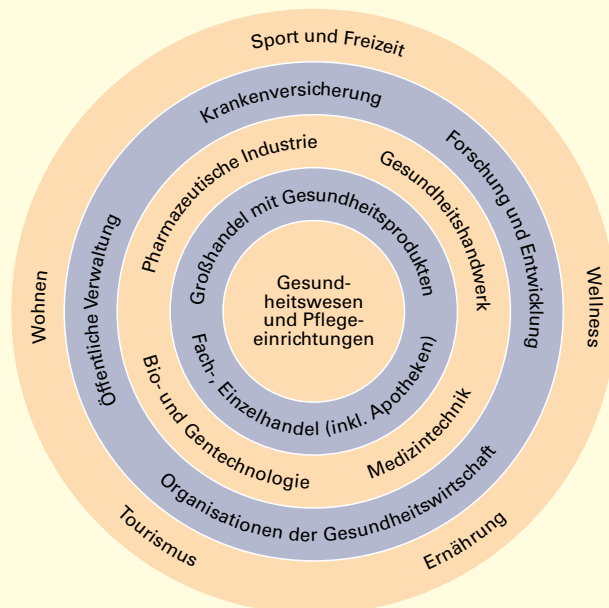 Sport und Freizeit
Krankenversicherung
Forschung und Entwicklung
Pharmazeutische Industrie
Gesundheitshandwerk
Großhandel mit Gesundheitsprodukten
Öffentliche Verwaltung
Wohnen
Wellness
Gesund-
heitswesen
und Pflege-
einrichtungen
Fach-, Einzelhandel (inkl. Apotheken)
Bio- und Gentechnologie
Medizintechnik
Organisationen der Gesundheitswirtschaft
Tourismus
Ernährung